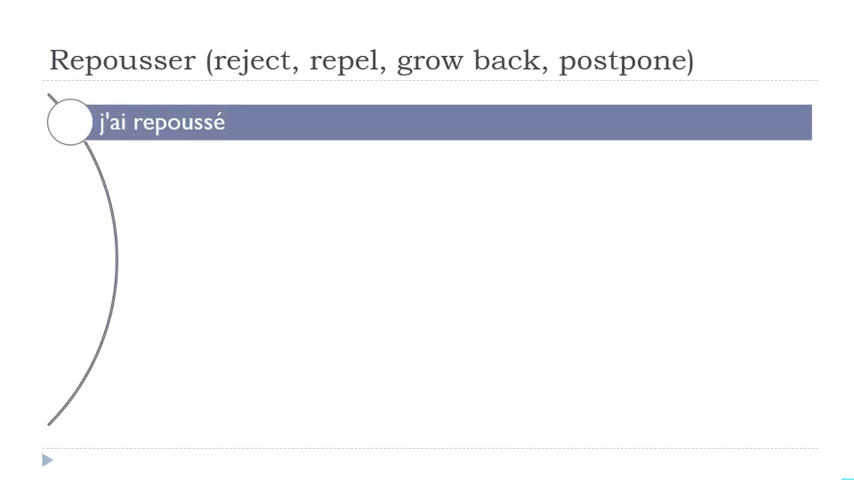 Repousser (reject, repel, grow back, postpone)
j'ai repoussé